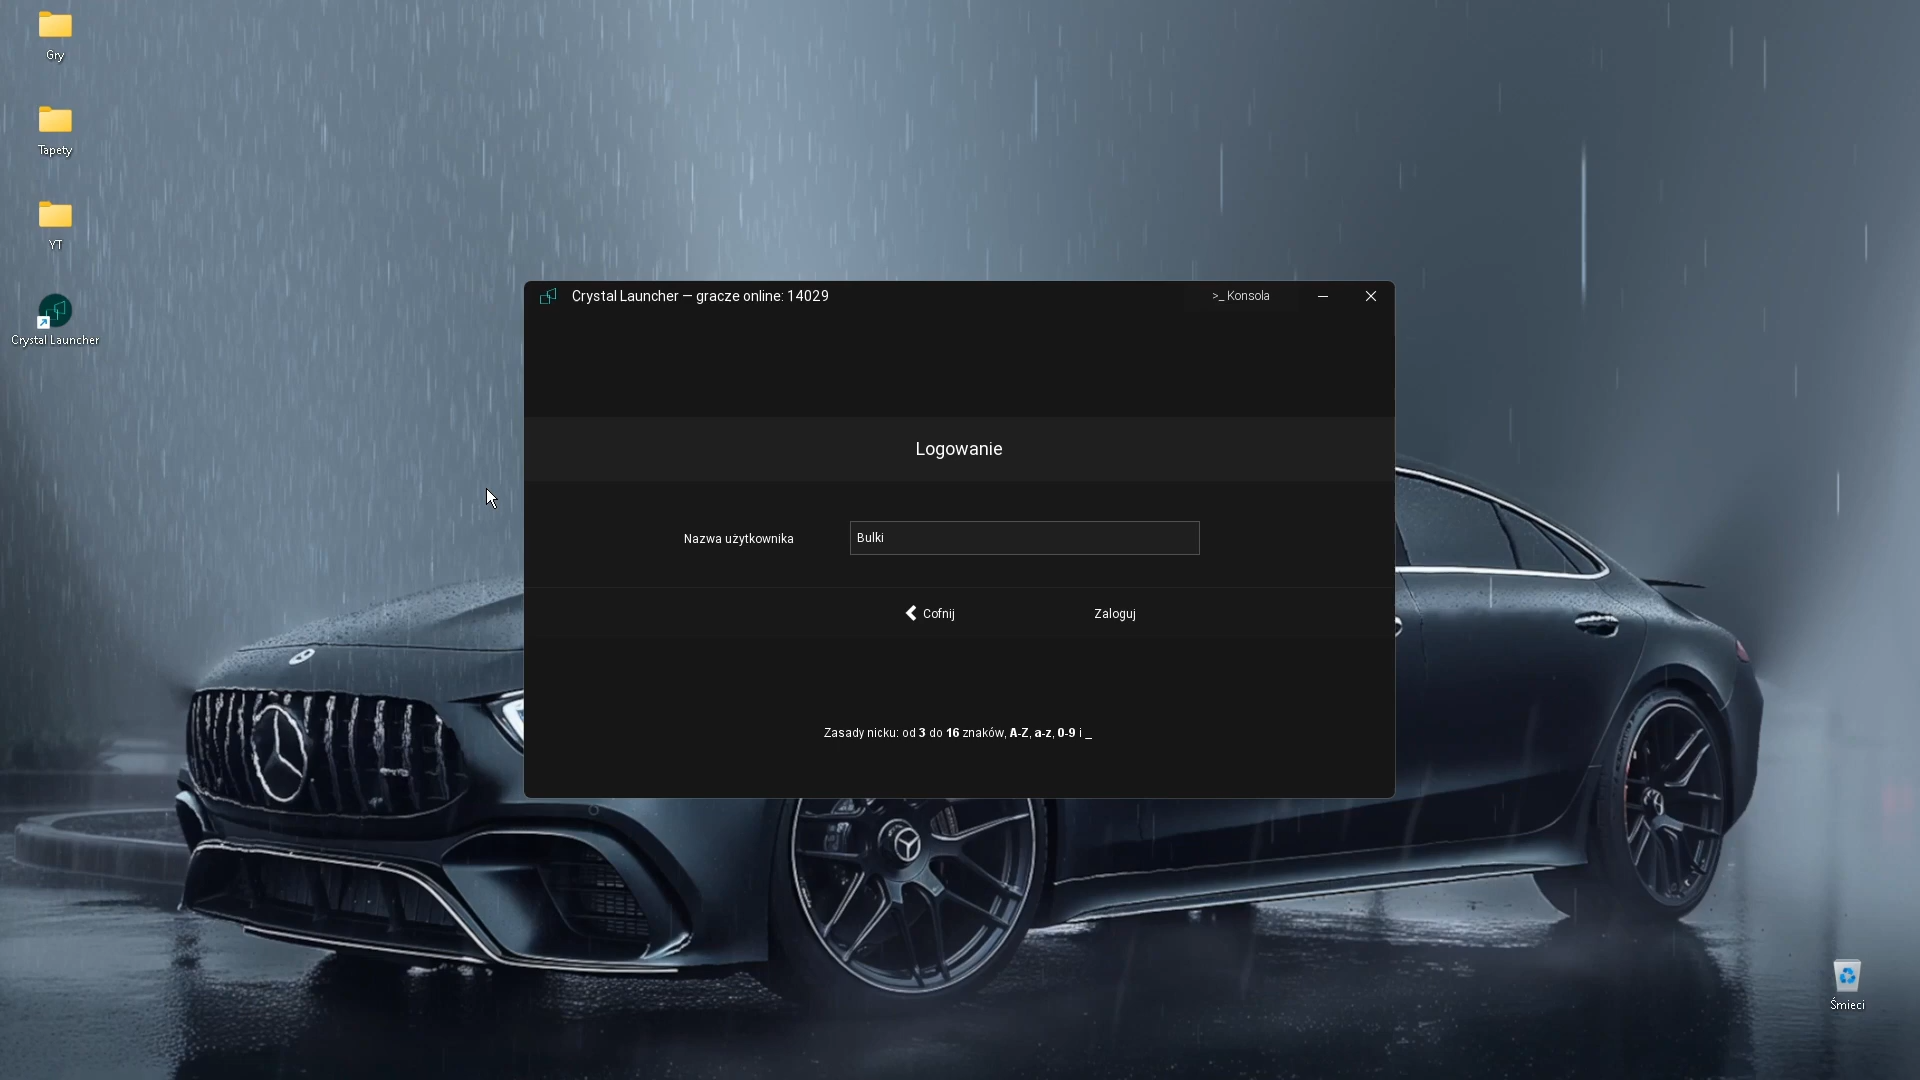 Gry
Tapety
YT
Crystal Launcher
Crystal Launcher — gracze online: 14029
>_ Konsola
Logowanie
Nazwa użytkownika
Bulki
Cofnij
Zaloguj
Zasady nicku: od 3 do 16 znaków, A-Z, a-z, 0-9 i _
Śmieci